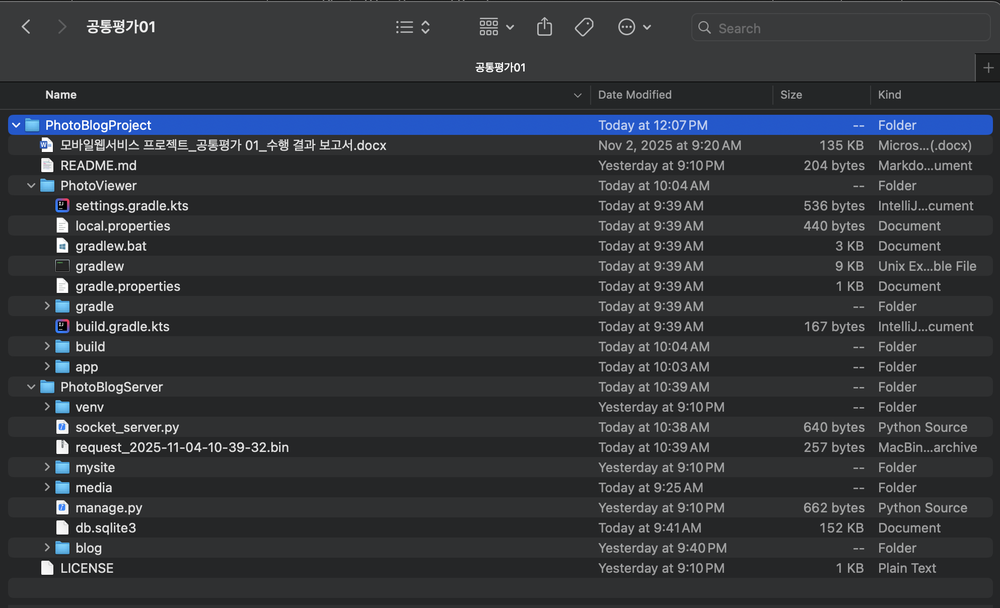 공통평가01
Search
공통평가01
Name Date Modified Size Kind
PhotoBlogProject Today at 12:07 PM -- Folder
모바일웹서비스 프로젝트_공통평가 01_수행 결과 보고서.docx Nov 2, 2025 at 9:20 AM 135 KB Micros...(.docx)
README.md Yesterday at 9:10 PM 204 bytes Markdo...ument
PhotoViewer Today at 10:04 AM -- Folder
settings.gradle.kts Today at 9:39 AM 536 bytes IntelliJ...cument
local.properties Today at 9:39 AM 440 bytes Document
gradlew.bat Today at 9:39 AM 3 KB Document
gradlew Today at 9:39 AM 9 KB Unix Ex...ble File
gradle.properties Today at 9:39 AM 1 KB Document
gradle Today at 9:39 AM -- Folder
build.gradle.kts Today at 9:39 AM 167 bytes IntelliJ...cument
build Today at 10:04 AM -- Folder
app Today at 10:03 AM -- Folder
PhotoBlogServer Today at 10:39 AM -- Folder
venv Yesterday at 9:10 PM -- Folder
socket_server.py Today at 10:38 AM 640 bytes Python Source
request_2025-11-04-10-39-32.bin Today at 10:39 AM 257 bytes MacBin...archive
mysite Yesterday at 9:10 PM -- Folder
media Today at 9:25 AM -- Folder
manage.py Yesterday at 9:10 PM 662 bytes Python Source
db.sqlite3 Today at 9:41 AM 152 KB Document
blog Yesterday at 9:40 PM -- Folder
LICENSE Yesterday at 9:10 PM 1 KB Plain Text